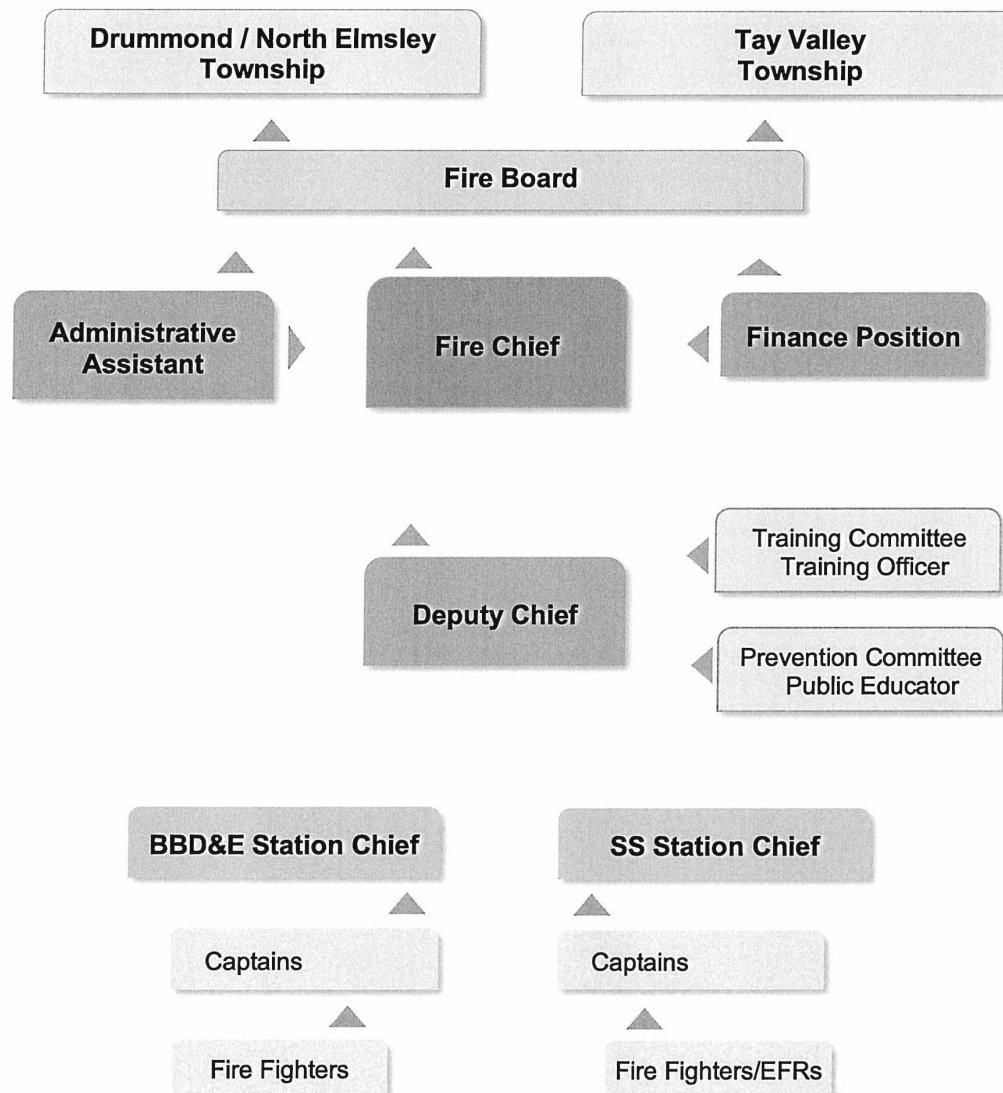 Drummond / North Elmsley
Township
Tay Valley
Township
Fire Board
Administrative
Assistant
Fire Chief
Finance Position
Training Committee
Training Officer
Deputy Chief
Prevention Committee
Public Educator
BBD&E Station Chief
SS Station Chief
Captains
Captains
Fire Fighters
Fire Fighters/EFRs